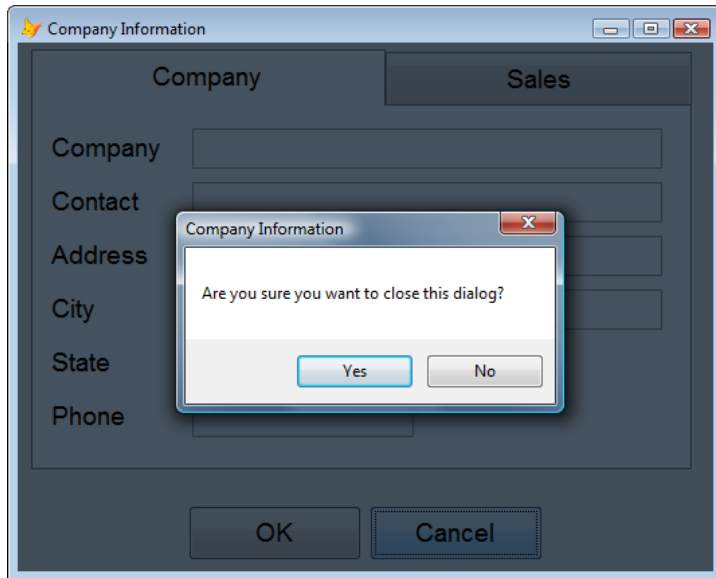 Company Information
Company Sales
Company
Contact
Address
City
State
Phone
Company Information
Are you sure you want to close this dialog?
Yes No
OK Cancel